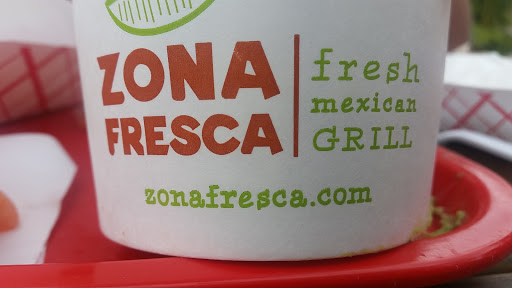 ZONA
FRESCA
fresh
mexican
GRILL
zonafresca.com